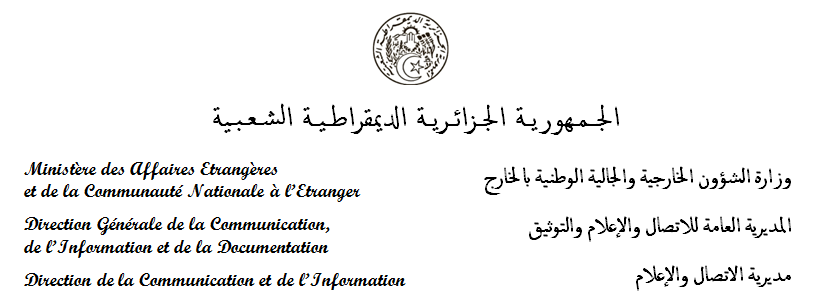 الجمهورية الجزائرية الديمقراطية الشعبية
Ministère des Affaires Etrangères
et de la Communauté Nationale à l'Etranger
وزارة الشؤون الخارجية والجالية الوطنية بالخارج
Direction Générale de la Communication,
de l'Information et de la Documentation
المديرية العامة للاتصال والإعلام والتوثيق
Direction de la Communication et de l'Information
مديرية الاتصال والإعلام